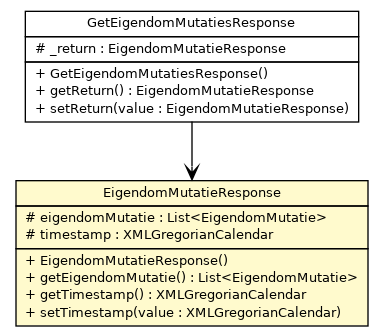 GetEigendomMutatiesResponse
# _return : EigendomMutatieResponse
+ GetEigendomMutatiesResponse()
+ getReturn() : EigendomMutatieResponse
+ setReturn(value : EigendomMutatieResponse)
EigendomMutatieResponse
# eigendomMutatie : List<EigendomMutatie>
# timestamp : XMLGregorianCalendar
+ EigendomMutatieResponse()
+ getEigendomMutatie() : List<EigendomMutatie>
+ getTimestamp() : XMLGregorianCalendar
+ setTimestamp(value : XMLGregorianCalendar)